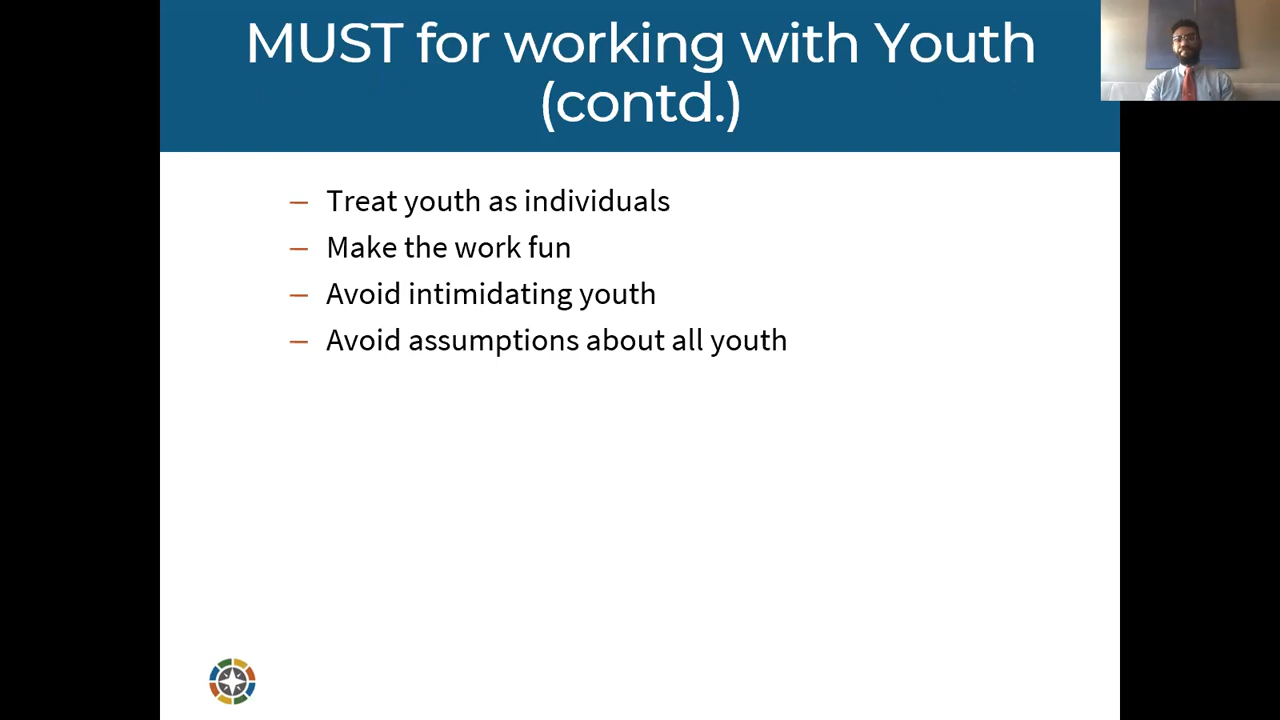 MUST for working with Youth
(contd.)
– Treat youth as individuals
– Make the work fun
– Avoid intimidating youth
– Avoid assumptions about all youth